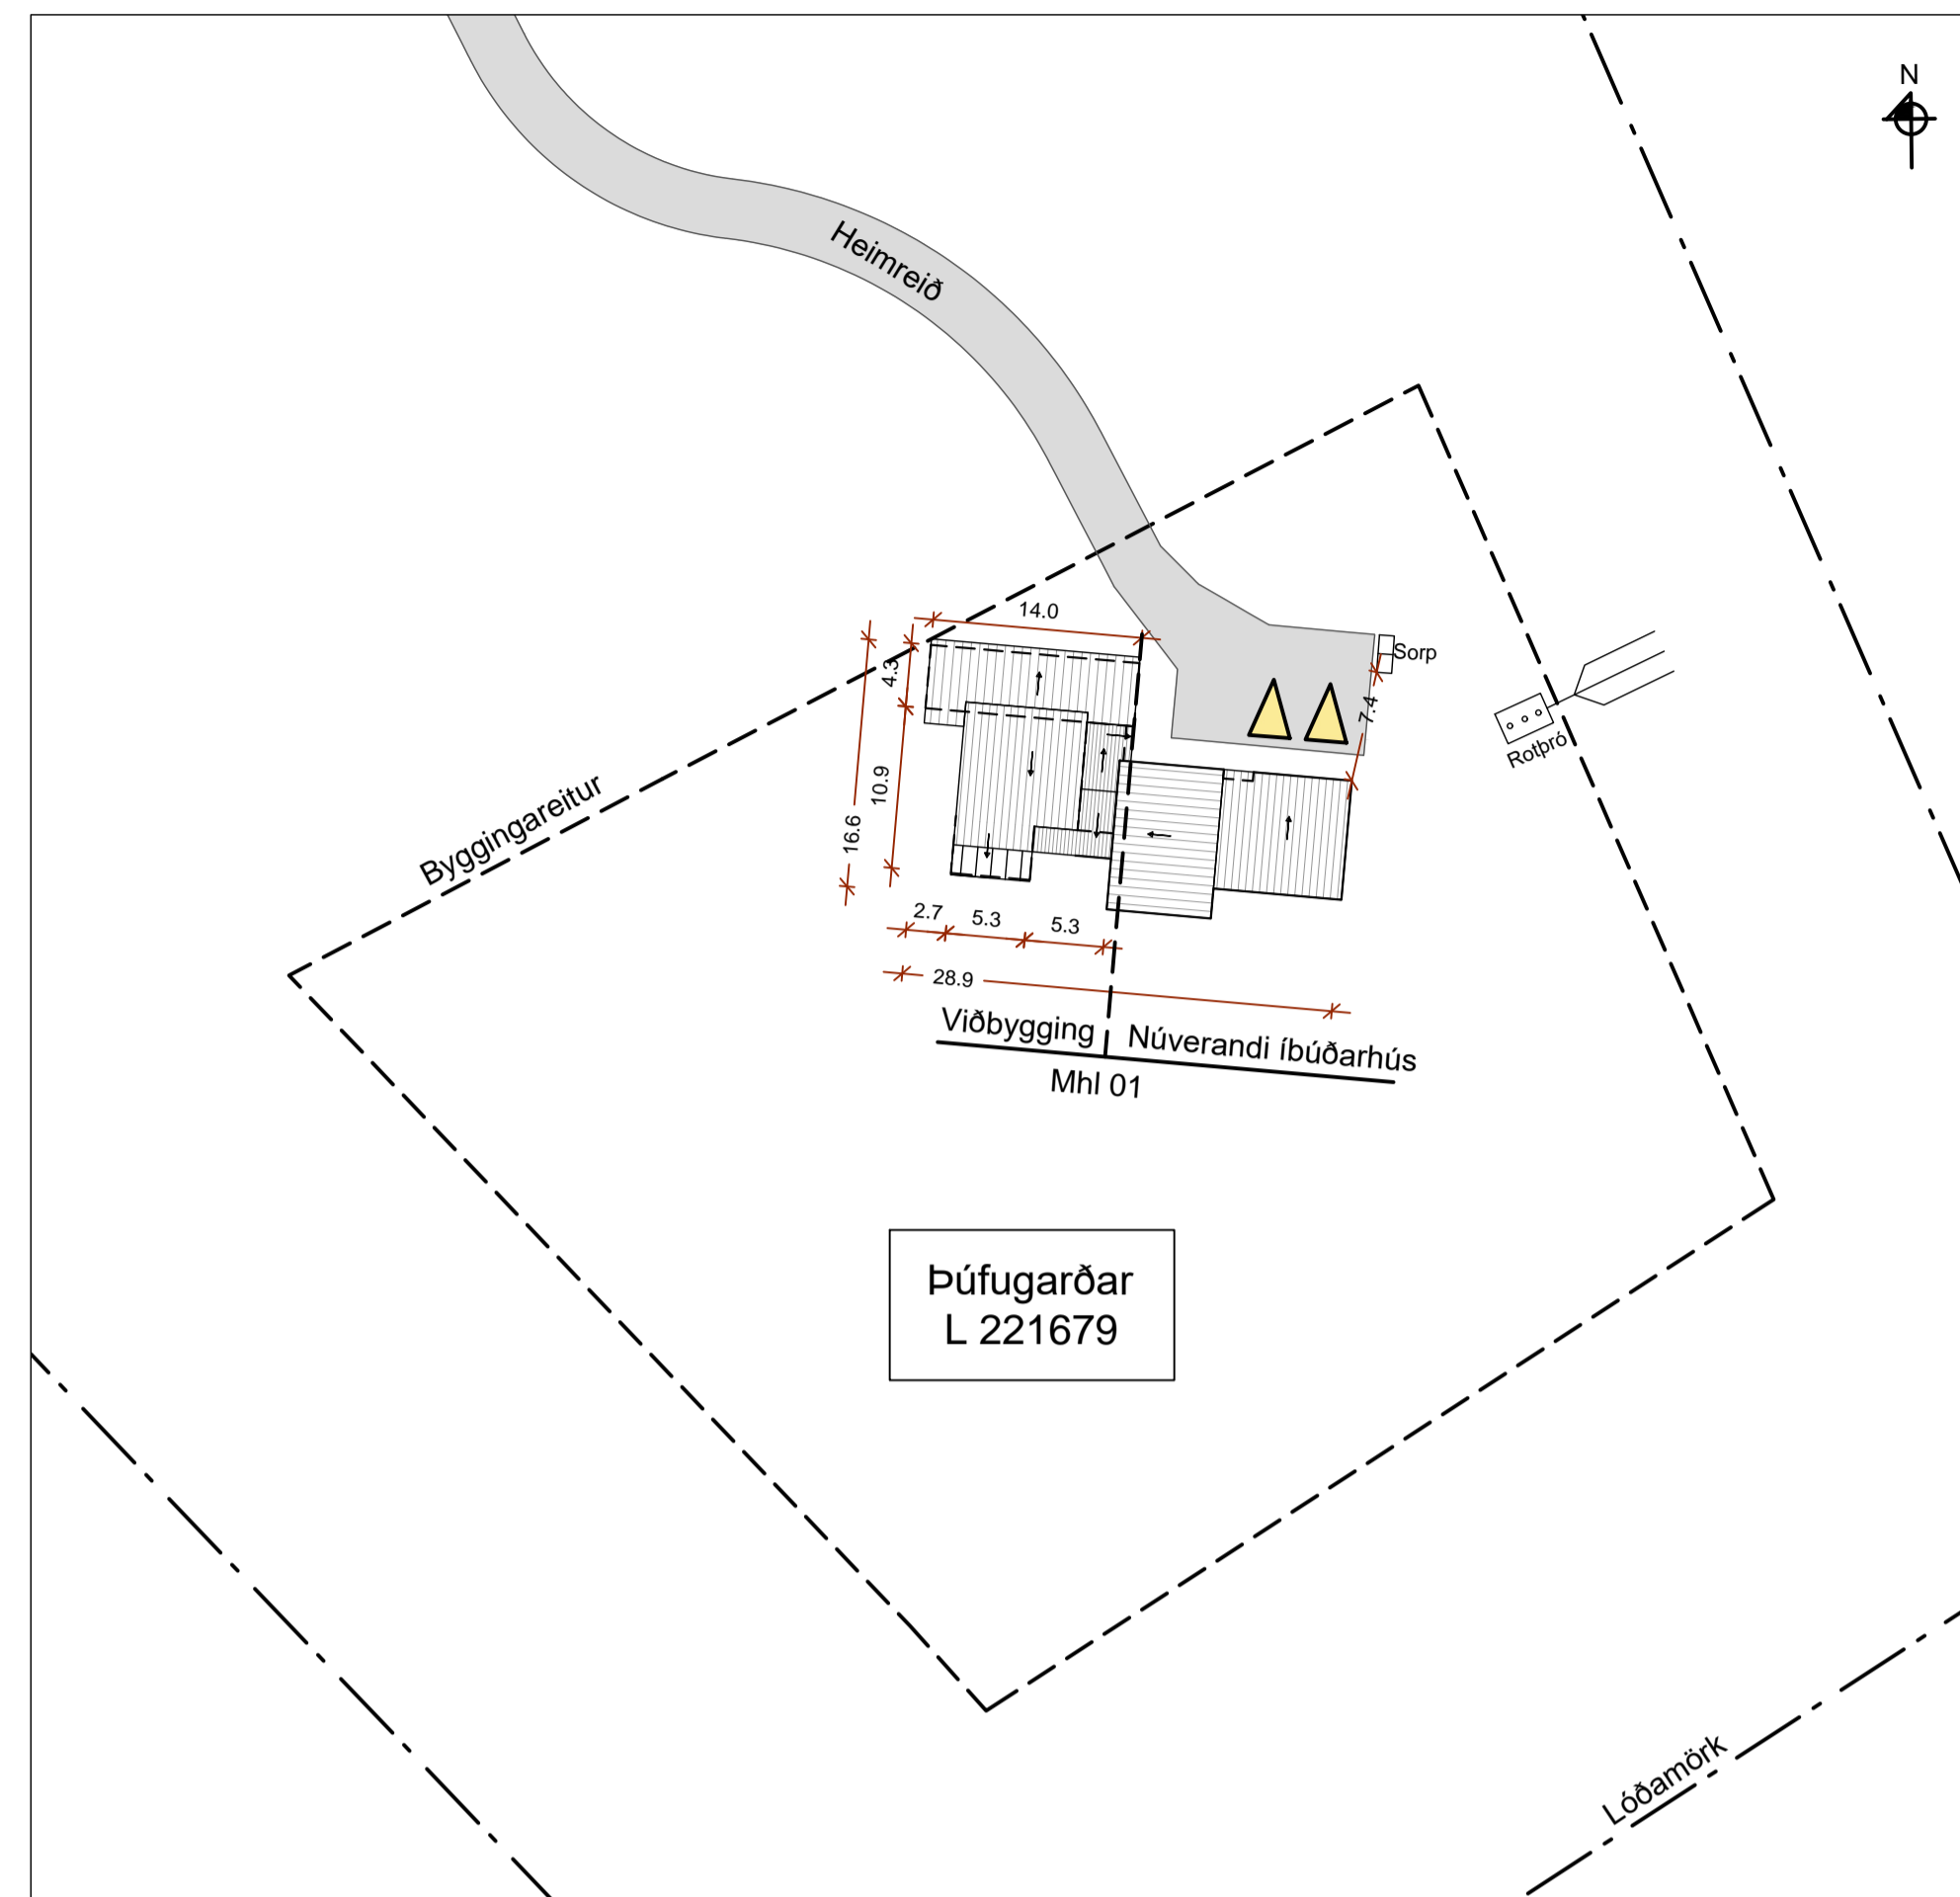 N
Heimreið
14.0
4.3
Sorp
7.4
Rotþró
10.9
16.6
Byggingareitur
2.7
5.3
5.3
28.9
Viðbygging
Núverandi íbúðarhús
Mhl 01
Þúfugarðar
L 221679
Lóðamörk